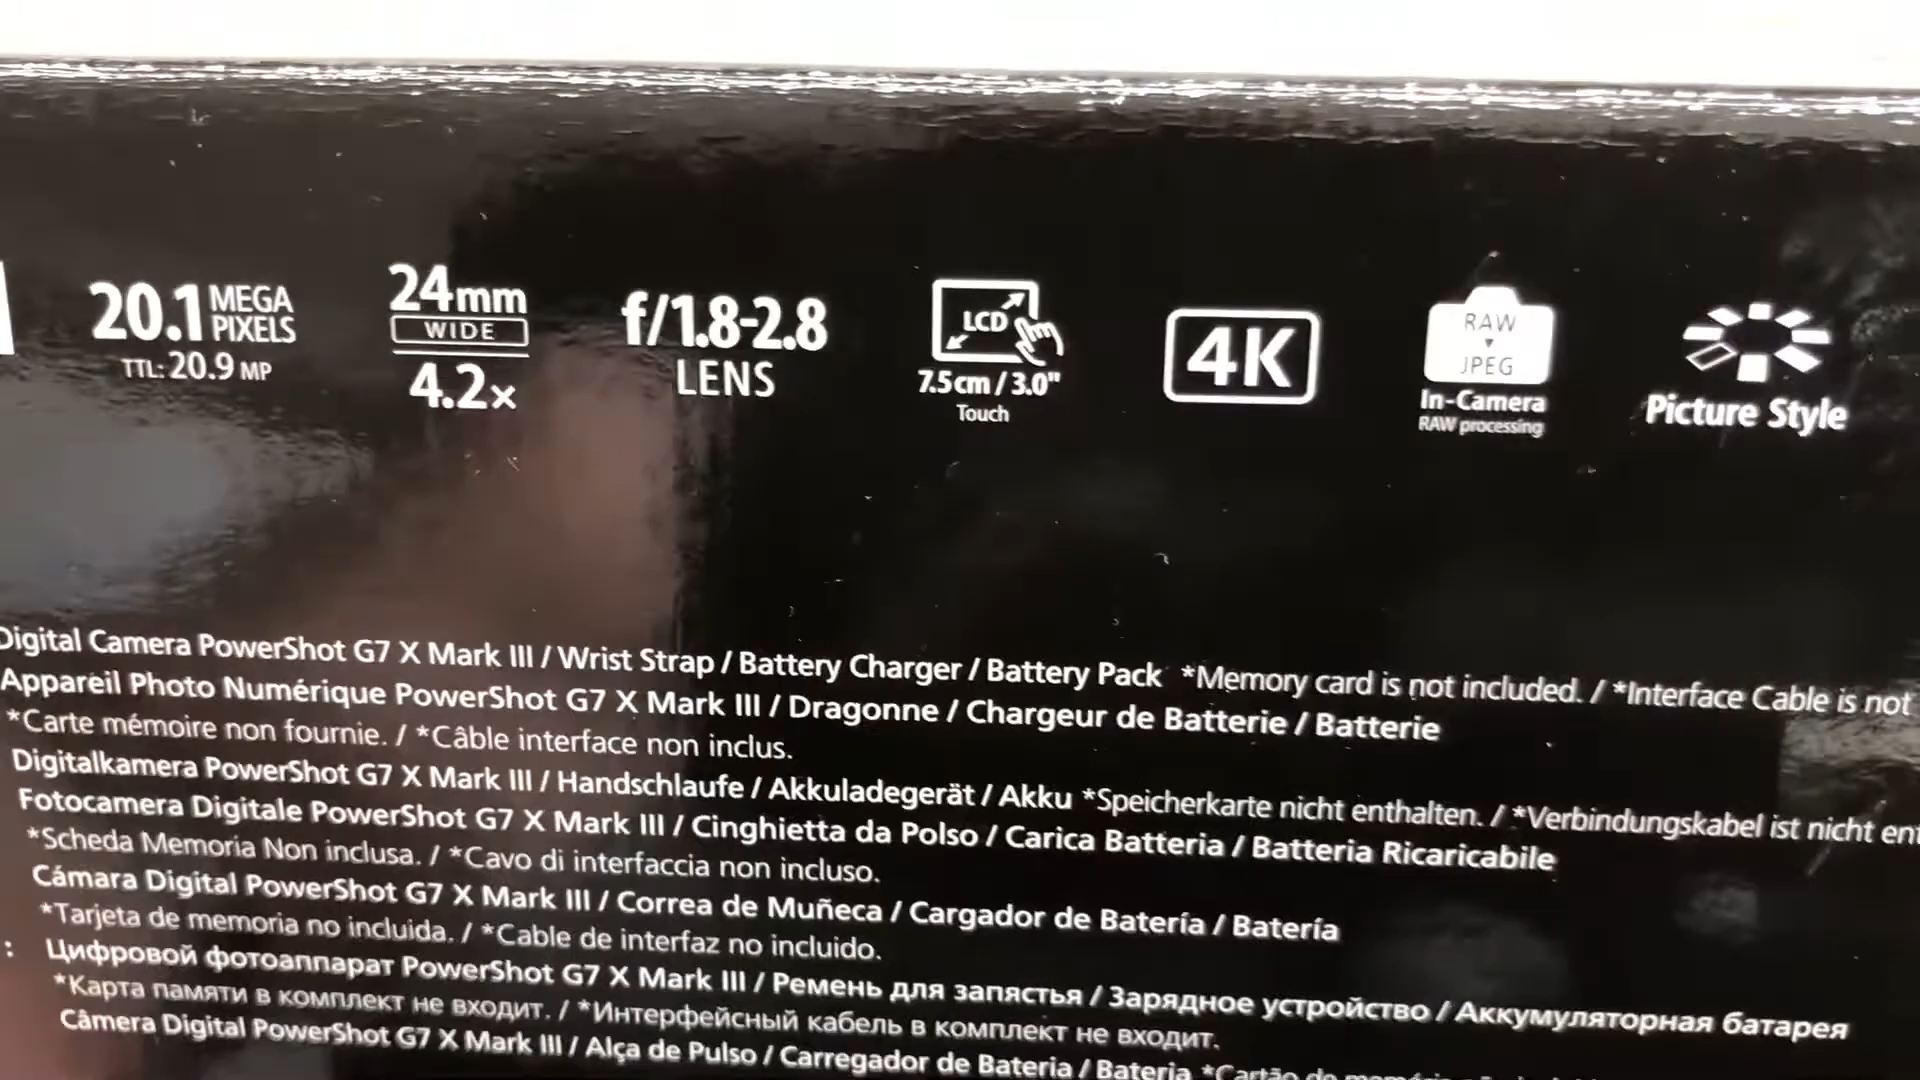 20.1 MEGA PIXELS
TTL: 20.9 MP
24mm
WIDE
4.2x
f/1.8-2.8
LENS
LCD
7.5cm / 3.0"
Touch
4K
RAW
JPEG
In-Camera
RAW processing
Picture Style
Digital Camera PowerShot G7 X Mark III / Wrist Strap / Battery Charger / Battery Pack *Memory card is not included. / *Interface Cable is not
Appareil Photo Numérique PowerShot G7 X Mark III / Dragonne / Chargeur de Batterie / Batterie
*Carte mémoire non fournie. / *Câble interface non inclus.
Digitalkamera PowerShot G7 X Mark III / Handschlaufe / Akkuladegerät / Akku *Speicherkarte nicht enthalten. / *Verbindungskabel ist nicht
Fotocamera Digitale PowerShot G7 X Mark III / Cinghietta da Polso / Carica Batteria / Batteria Ricaricabile
*Scheda Memoria Non inclusa. / *Cavo di interfaccia non incluso.
Cámara Digital PowerShot G7 X Mark III / Correa de Muñeca / Cargador de Batería / Batería
*Tarjeta de memoria no incluida. / *Cable de interfaz no incluido.
: Цифровой фотоаппарат PowerShot G7 X Mark III / Ремень для запястья / Зарядное устройство / Аккумуляторная батарея
*Карта памяти в комплект не входит. / *Интерфейсный кабель в комплект не входит.
Câmera Digital PowerShot G7 X Mark III / Alça de Pulso / Carregador de Bateria / Bateria *Cartão de